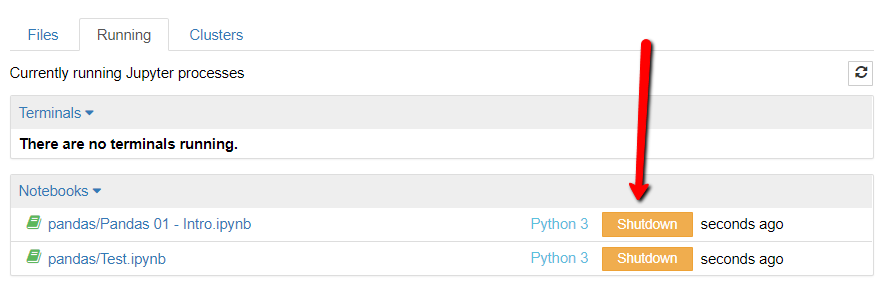 Files Running Clusters
Currently running Jupyter processes
Terminals
There are no terminals running.
Notebooks
pandas/Pandas 01 - Intro.ipynb Python 3 Shutdown seconds ago
pandas/Test.ipynb Python 3 Shutdown seconds ago